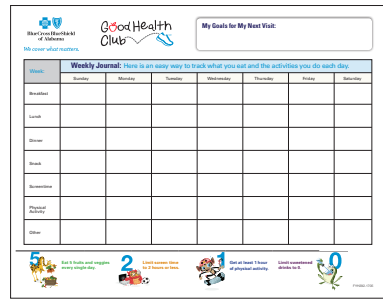 BlueCross BlueShield
of Alabama
We cover what matters.
Good Health
Club
My Goals for My Next Visit:
Week:
Weekly Journal: Here is an easy way to track what you eat and the activities you do each day.
Sunday Monday Tuesday Wednesday Thursday Friday Saturday
Breakfast
Lunch
Dinner
Snack
Screentime
Physical
Activity
Other
5
Eat 5 fruits and veggies
every single day.
2
Limit screen time
to 2 hours or less.
1
Get at least 1 hour
of physical activity.
Limit sweetened
drinks to 0.
0